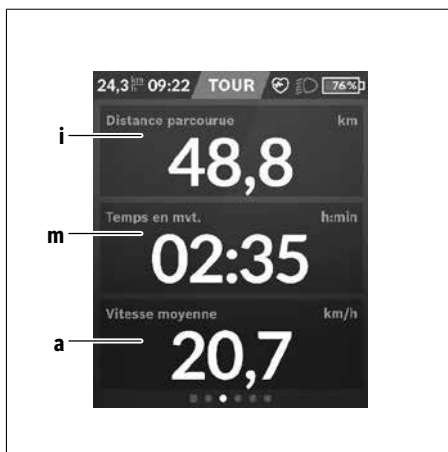 24,3 km/h 09:22 TOUR 76%
i
Distance parcourue km
48,8
m
Temps en mvt. h:min
02:35
a
Vitesse moyenne km/h
20,7